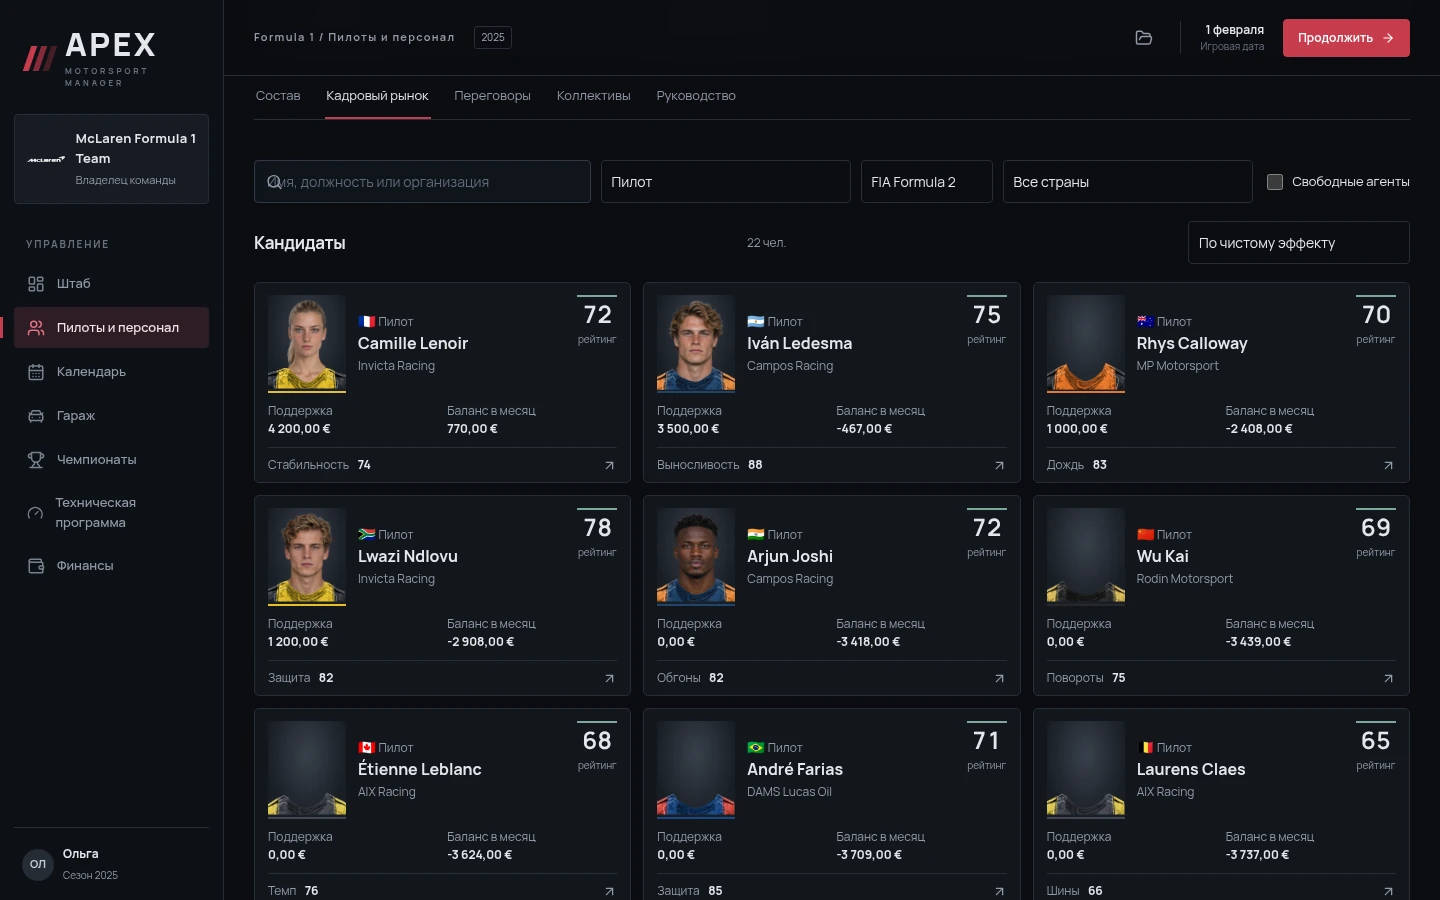 APEX
MOTORSPORT
MANAGER
McLaren
McLaren Formula 1
Team
Владелец команды
УПРАВЛЕНИЕ
Штаб
Пилоты и персонал
Календарь
Гараж
Чемпионаты
Техническая
программа
Финансы
ОЛ
Ольга
Сезон 2025
Formula 1 / Пилоты и персонал 2025
1 февраля
Игровая дата
Продолжить
Состав Кадровый рынок Переговоры Коллективы Руководство
Имя, должность или организация Пилот FIA Formula 2 Все страны Свободные агенты
Кандидаты 22 чел. По чистому эффекту
72
рейтинг
Пилот
Camille Lenoir
Invicta Racing
Поддержка Баланс в месяц
4 200,00 € 770,00 €
Стабильность 74
75
рейтинг
Пилот
Iván Ledesma
Campos Racing
Поддержка Баланс в месяц
3 500,00 € -467,00 €
Выносливость 88
70
рейтинг
Пилот
Rhys Calloway
MP Motorsport
Поддержка Баланс в месяц
1 000,00 € -2 408,00 €
Дождь 83
78
рейтинг
Пилот
Lwazi Ndlovu
Invicta Racing
Поддержка Баланс в месяц
1 200,00 € -2 908,00 €
Защита 82
72
рейтинг
Пилот
Arjun Joshi
Campos Racing
Поддержка Баланс в месяц
0,00 € -3 418,00 €
Обгоны 82
69
рейтинг
Пилот
Wu Kai
Rodin Motorsport
Поддержка Баланс в месяц
0,00 € -3 439,00 €
Повороты 75
68
рейтинг
Пилот
Étienne Leblanc
AIX Racing
Поддержка Баланс в месяц
0,00 € -3 624,00 €
Темп 76
71
рейтинг
Пилот
André Farias
DAMS Lucas Oil
Поддержка Баланс в месяц
0,00 € -3 709,00 €
Защита 85
65
рейтинг
Пилот
Laurens Claes
AIX Racing
Поддержка Баланс в месяц
0,00 € -3 737,00 €
Шины 66